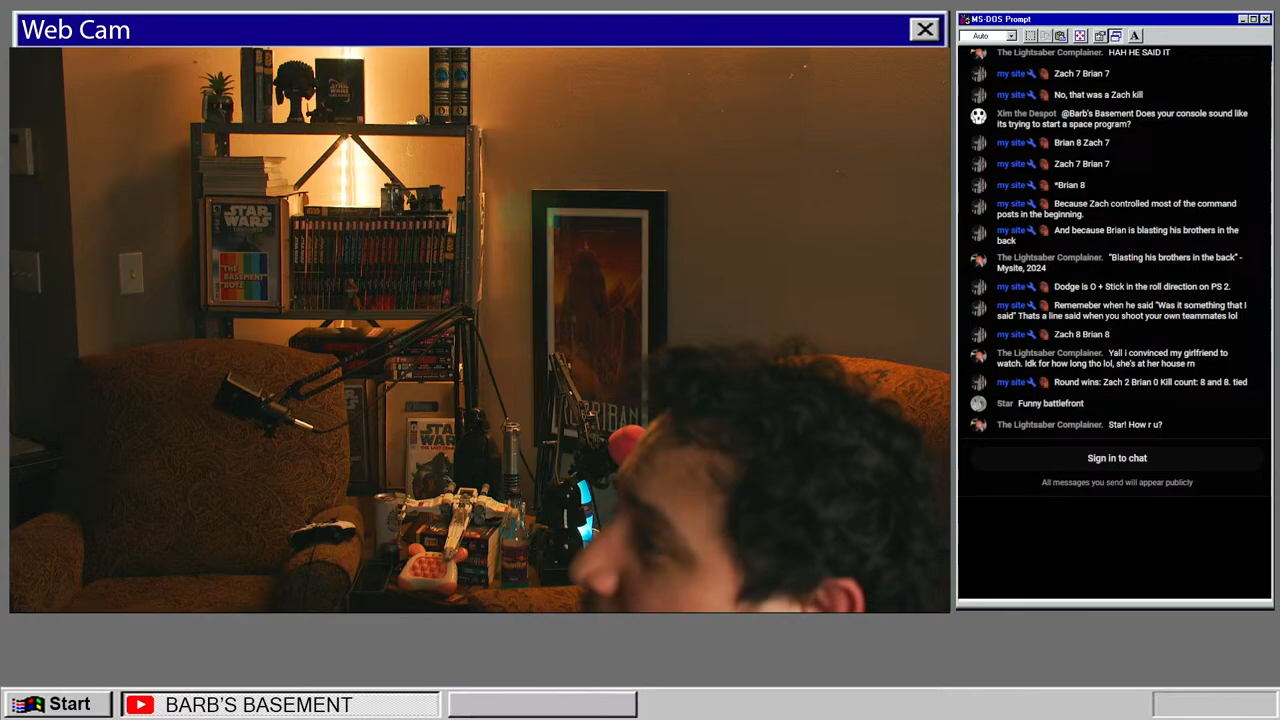 Web Cam
MS-DOS Prompt
Auto
A
The Lightsaber Complainer. HAH HE SAID IT
my site Zach 7 Brian 7
my site No, that was a Zach kill
Xim the Despot @Barb's Basement Does your console sound like
its trying to start a space program?
my site Brian 8 Zach 7
my site Zach 7 Brian 7
my site *Brian 8
my site Because Zach controlled most of the command
posts in the beginning.
my site And because Brian is blasting his brothers in the
back
The Lightsaber Complainer. "Blasting his brothers in the back" -
Mysite, 2024
my site Dodge is O + Stick in the roll direction on PS 2.
my site Rememeber when he said "Was it something that I
said" Thats a line said when you shoot your own teammates lol
my site Zach 8 Brian 8
The Lightsaber Complainer. Yall i convinced my girlfriend to
watch. Idk for how long tho lol, she's at her house rn
my site Round wins: Zach 2 Brian 0 Kill count: 8 and 8. tied
Star Funny battlefront
The Lightsaber Complainer. Star! How r u?
Sign in to chat
All messages you send will appear publicly
STAR
WARS
STAR
WARS
THE
BASEMENT
BOYS
STAR
WARS
Start
BARB'S BASEMENT